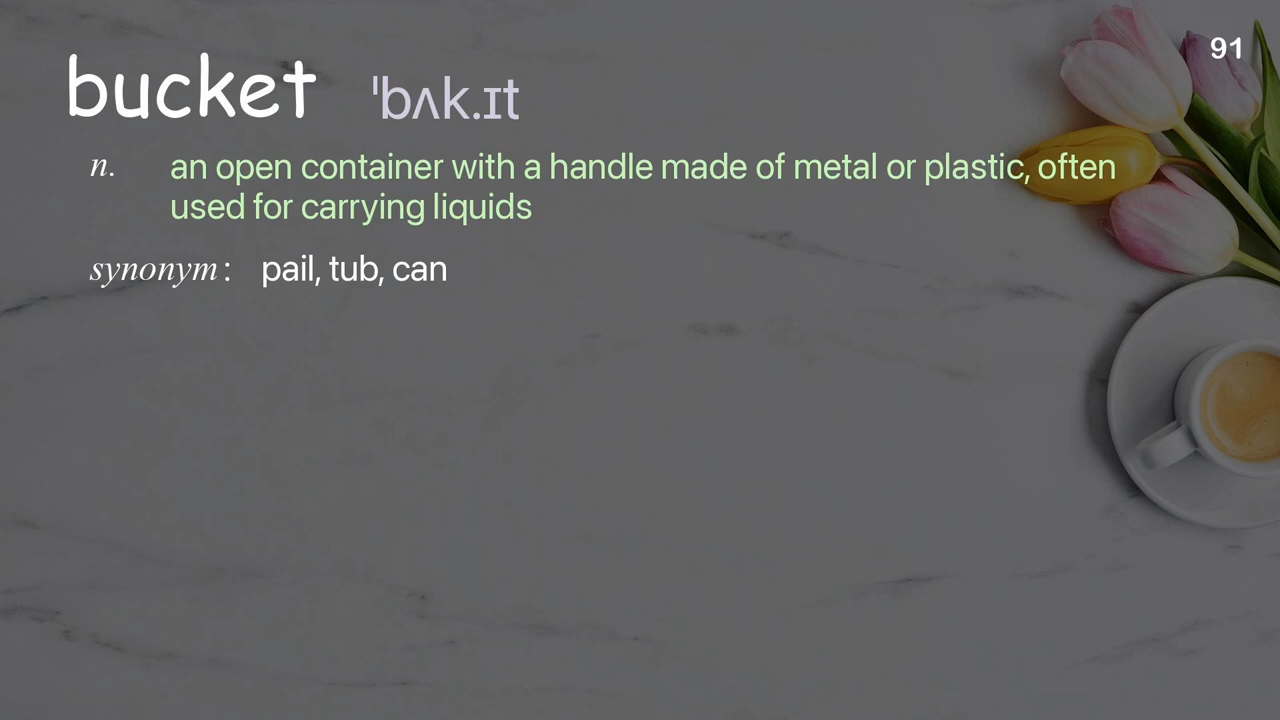 91
bucket ˈbʌk.ɪt
n. an open container with a handle made of metal or plastic, often
used for carrying liquids
synonym: pail, tub, can